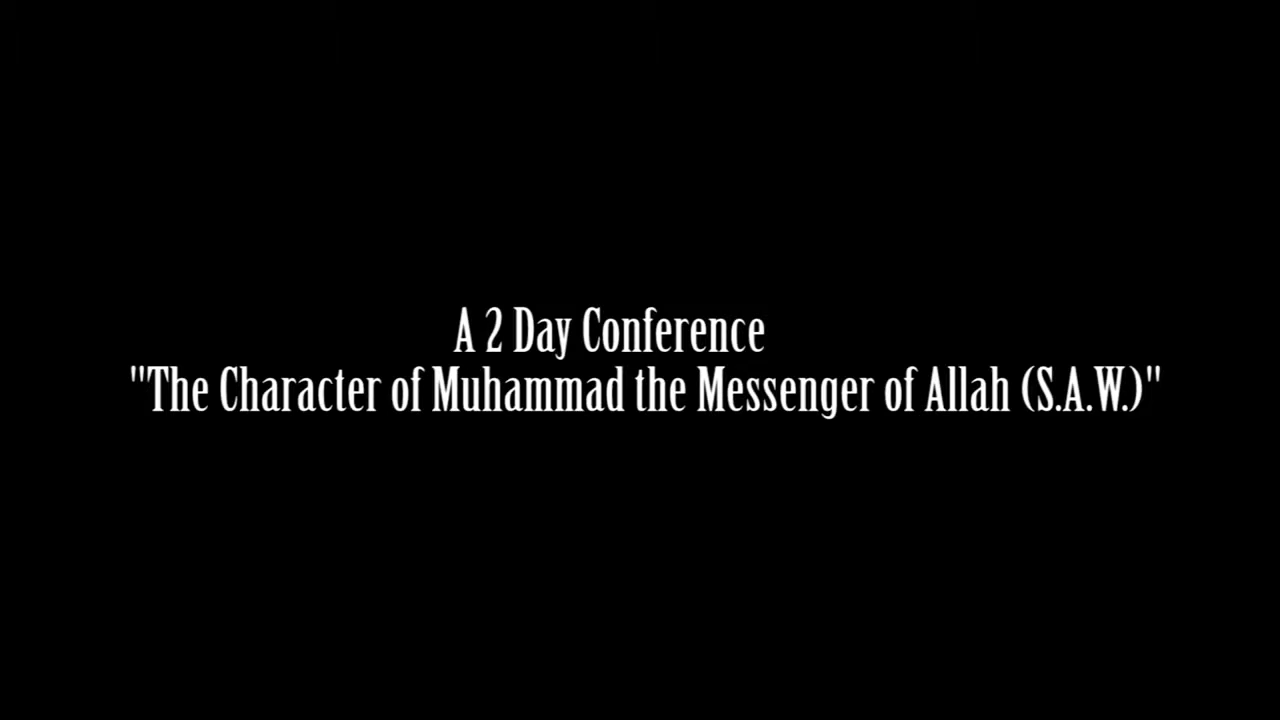 A 2 Day Conference
"The Character of Muhammad the Messenger of Allah (S.A.W.)"